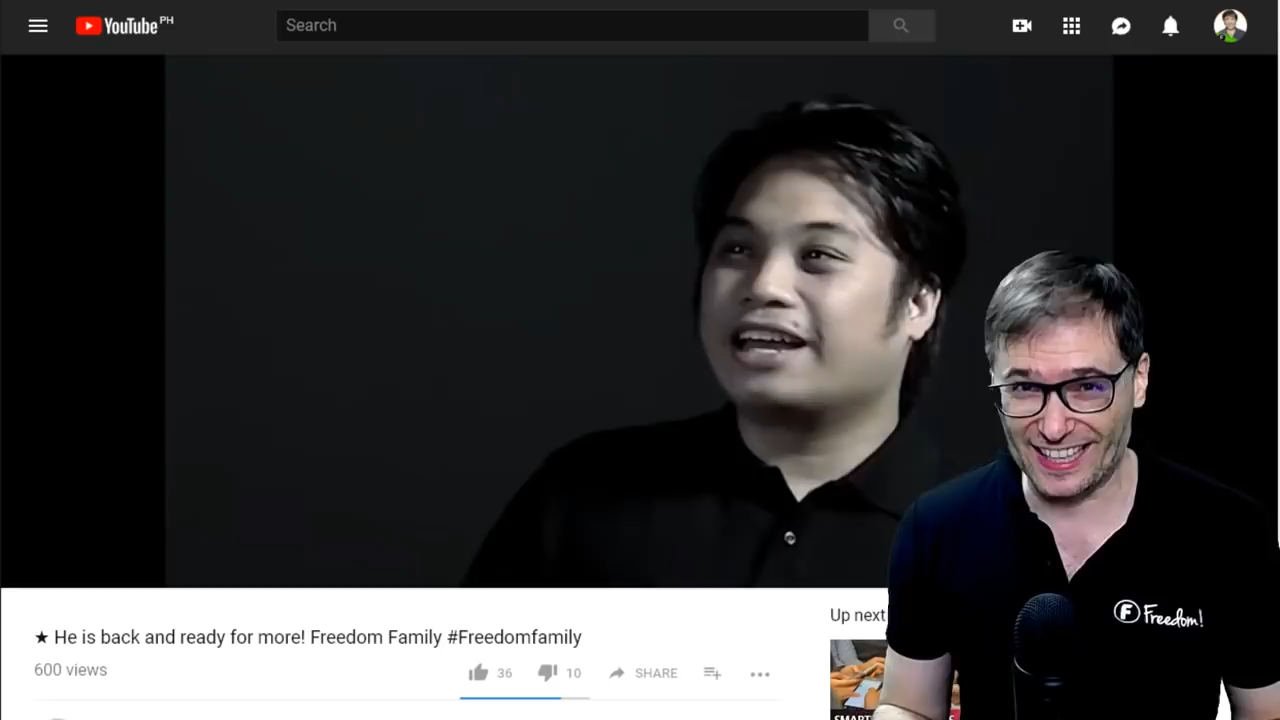 YouTube PH
Search
★ He is back and ready for more! Freedom Family #Freedomfamily
600 views
36
10
SHARE
Up next
SMART
Freedom!